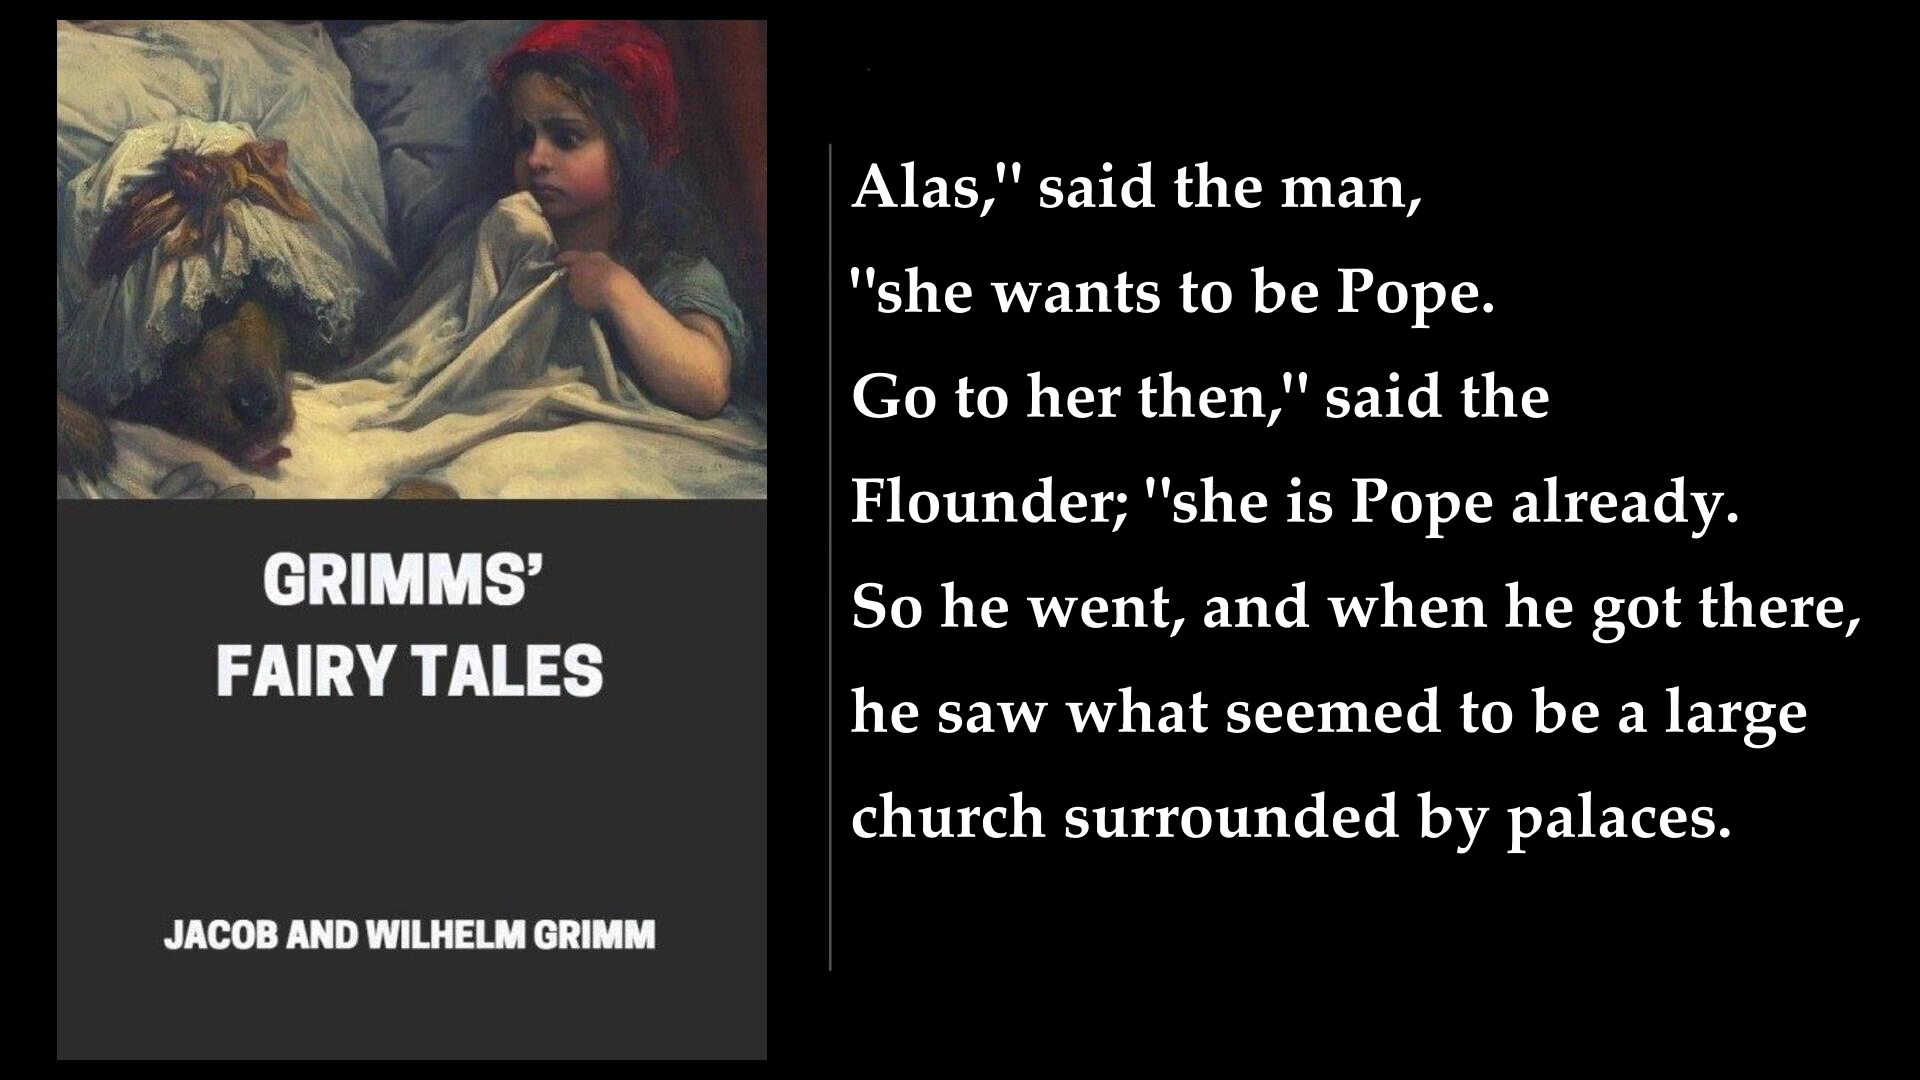 GRIMMS’
FAIRY TALES
JACOB AND WILHELM GRIMM
Alas," said the man,
"she wants to be Pope.
Go to her then," said the
Flounder; "she is Pope already.
So he went, and when he got there,
he saw what seemed to be a large
church surrounded by palaces.